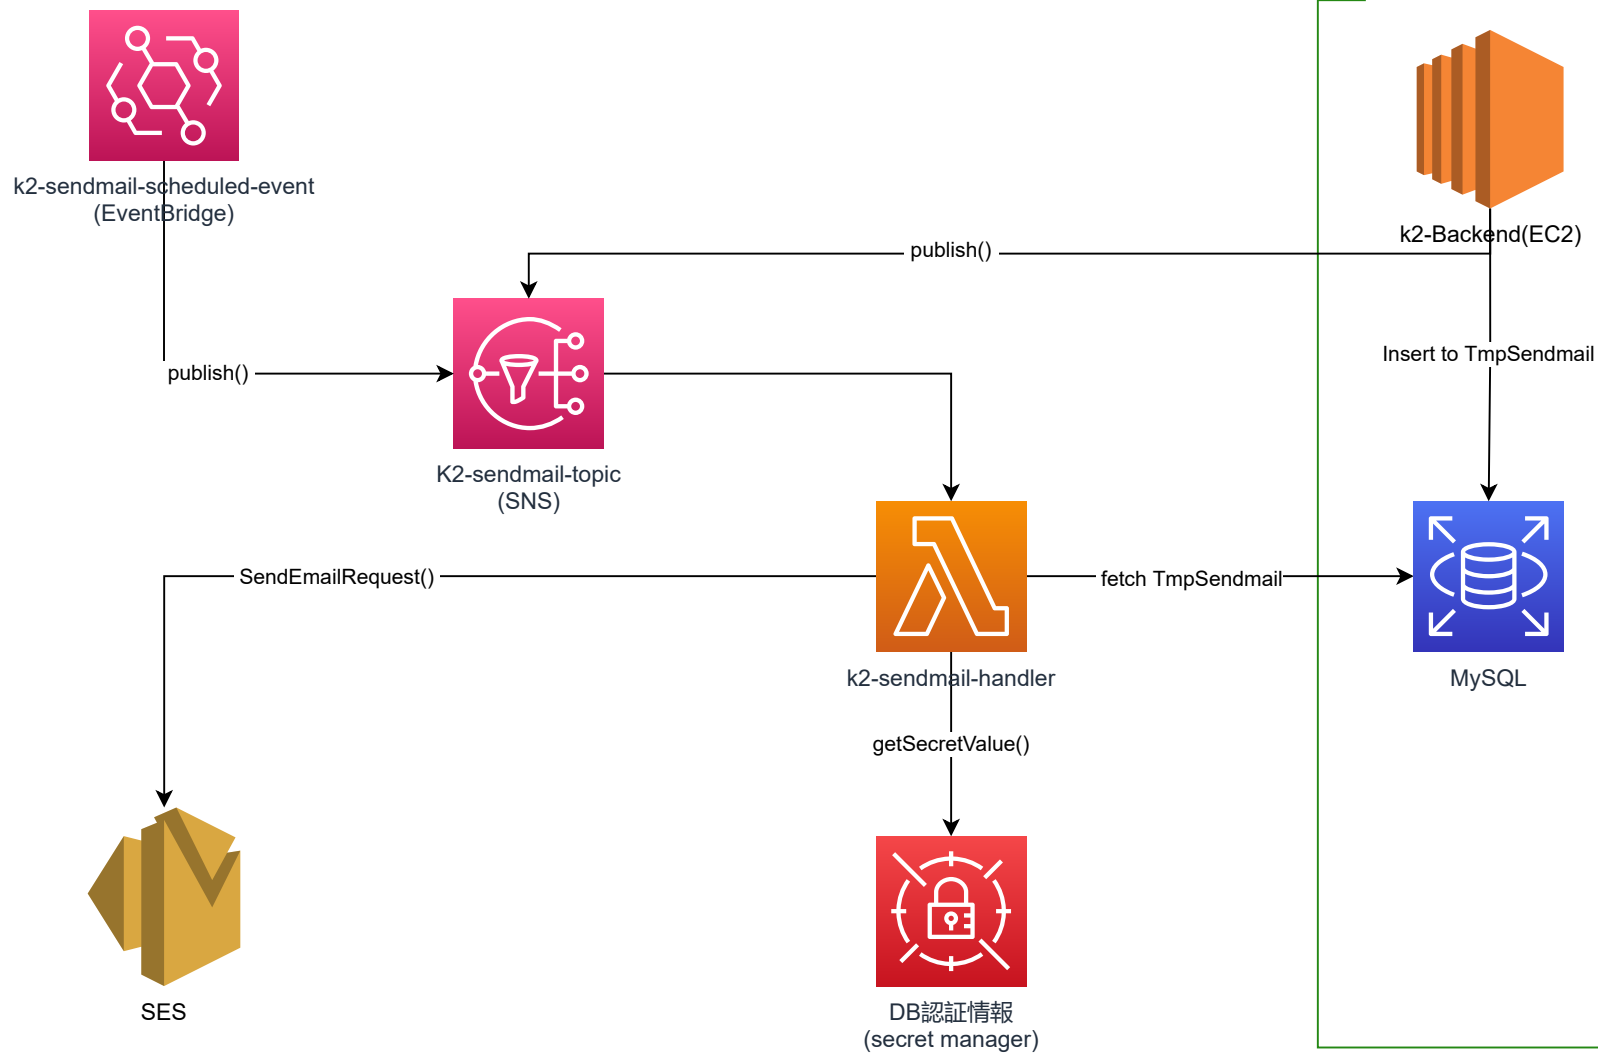 k2-sendmail-scheduled-event
(EventBridge)
k2-Backend(EC2)
publish()
Insert to TmpSendmail
publish()
K2-sendmail-topic
(SNS)
SendEmailRequest()
fetch TmpSendmail
k2-sendmail-handler
MySQL
getSecretValue()
SES
DB認証情報
(secret manager)